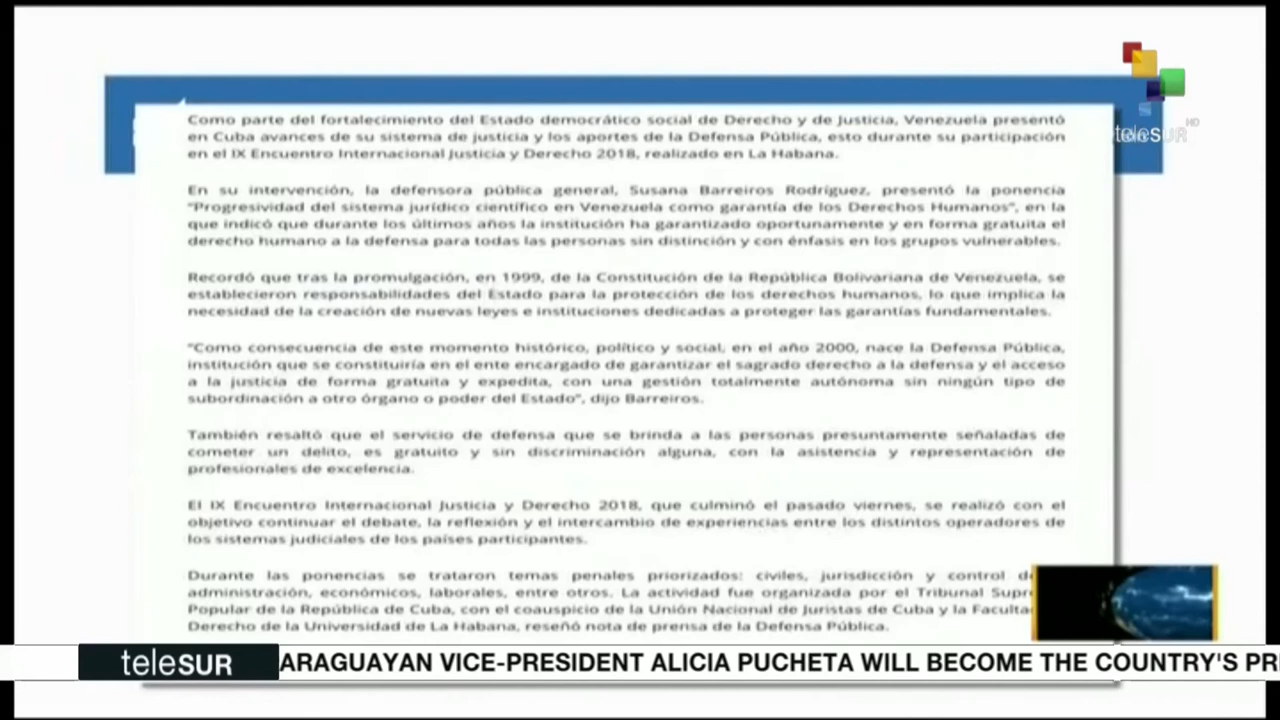 Como parte del fortalecimiento del Estado democrático social de Derecho y de Justicia, Venezuela presentó
en Cuba avances de su sistema de justicia y los aportes de la Defensa Pública, esto durante su participación
en el IX Encuentro Internacional Justicia y Derecho 2018, realizado en La Habana.
En su intervención, la defensora pública general, Susana Barreiros Rodríguez, presentó la ponencia
"Progresividad del sistema jurídico científico en Venezuela como garantía de los Derechos Humanos", en la
que indicó que durante los últimos años la institución ha garantizado oportunamente y en forma gratuita el
derecho humano a la defensa para todas las personas sin distinción y con énfasis en los grupos vulnerables.
Recordó que tras la promulgación, en 1999, de la Constitución de la República Bolivariana de Venezuela, se
establecieron responsabilidades del Estado para la protección de los derechos humanos, lo que implica la
necesidad de la creación de nuevas leyes e instituciones dedicadas a proteger las garantías fundamentales.
"Como consecuencia de este momento histórico, político y social, en el año 2000, nace la Defensa Pública,
institución que se constituiría en el ente encargado de garantizar el sagrado derecho a la defensa y el acceso
a la justicia de forma gratuita y expedita, con una gestión totalmente autónoma sin ningún tipo de
subordinación a otro órgano o poder del Estado", dijo Barreiros.
También resaltó que el servicio de defensa que se brinda a las personas presuntamente señaladas de
cometer un delito, es gratuito y sin discriminación alguna, con la asistencia y representación de
profesionales de excelencia.
El IX Encuentro Internacional Justicia y Derecho 2018, que culminó el pasado viernes, se realizó con el
objetivo continuar el debate, la reflexión y el intercambio de experiencias entre los distintos operadores de
los sistemas judiciales de los países participantes.
Durante las ponencias se trataron temas penales priorizados: civiles, jurisdicción y control d
administración, económicos, laborales, entre otros. La actividad fue organizada por el Tribunal Supr
Popular de la República de Cuba, con el coauspicio de la Unión Nacional de Juristas de Cuba y la Faculta
Derecho de la Universidad de La Habana, reseñó nota de prensa de la Defensa Pública.
teleSUR HD
teleSUR ARAGUAYAN VICE-PRESIDENT ALICIA PUCHETA WILL BECOME THE COUNTRY'S PR